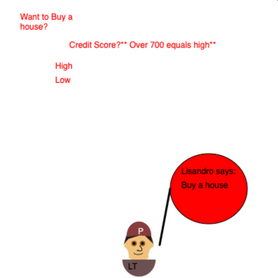 Want to Buy a
house?
Credit Score?** Over 700 equals high**
High
Low
Lisandro says:
Buy a house
P
LT